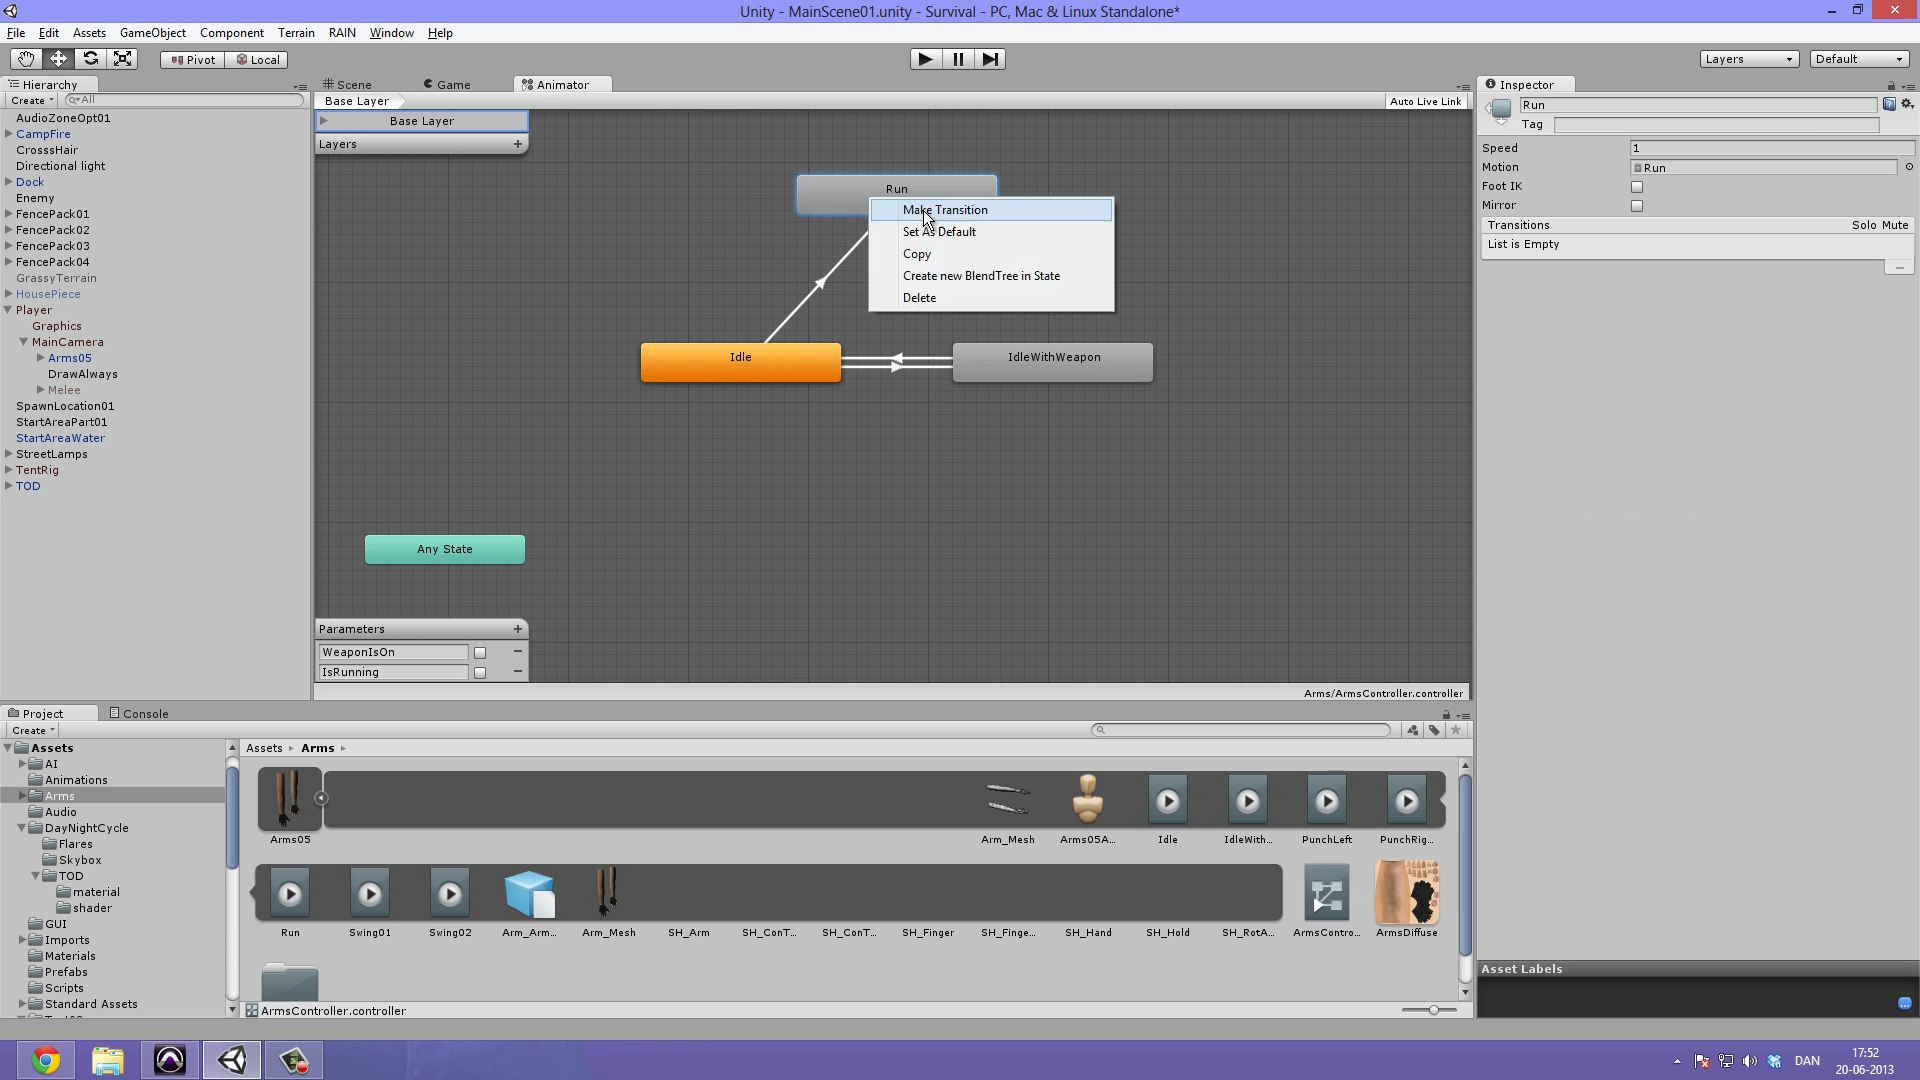 Unity - MainScene01.unity - Survival - PC, Mac & Linux Standalone*
File Edit Assets GameObject Component Terrain RAIN Window Help
Pivot Local
Layers
Default
Hierarchy
Create
All
AudioZoneOpt01
CampFire
CrosssHair
Directional light
Dock
Enemy
FencePack01
FencePack02
FencePack03
FencePack04
GrassyTerrain
HousePiece
Player
Graphics
MainCamera
Arms05
DrawAlways
Melee
SpawnLocation01
StartAreaPart01
StartAreaWater
StreetLamps
TentRig
TOD
Scene Game Animator
Base Layer
Auto Live Link
Base Layer
Layers
Run
Make Transition
Set As Default
Copy
Create new BlendTree in State
Delete
Idle
IdleWithWeapon
Any State
Parameters
WeaponIsOn
IsRunning
Arms/ArmsController.controller
Inspector
Run
Tag
Speed 1
Motion Run
Foot IK
Mirror
Transitions Solo Mute
List is Empty
Asset Labels
Project Console
Create
Assets
AI
Animations
Arms
Audio
DayNightCycle
Flares
Skybox
TOD
material
shader
GUI
Imports
Materials
Prefabs
Scripts
Standard Assets
Assets Arms
Arms05 Arm_Mesh Arms05A... Idle IdleWith... PunchLeft PunchRig...
Run Swing01 Swing02 Arm_Arm... Arm_Mesh SH_Arm SH_ConT... SH_ConT... SH_Finger SH_Finge... SH_Hand SH_Hold SH_RotA... ArmsContro... ArmsDiffuse
ArmsController.controller
DAN
17:52
20-06-2013